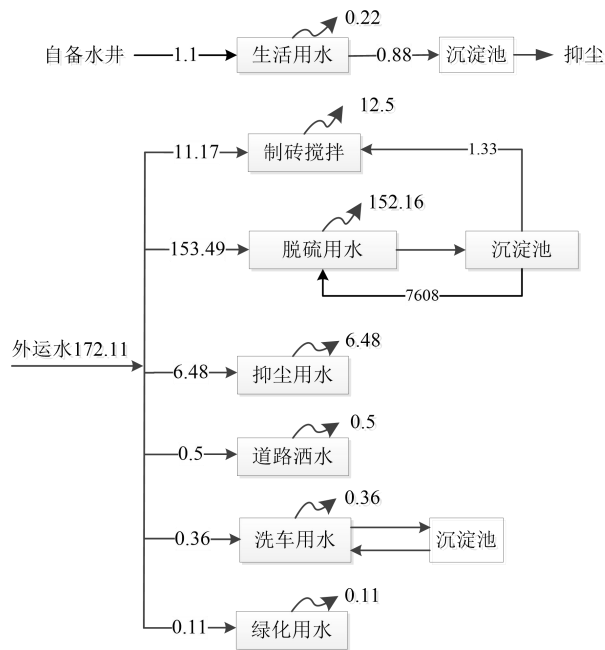 0.22
自备水井
1.1
生活用水
0.88
沉淀池
抑尘
12.5
11.17
制砖搅拌
1.33
152.16
153.49
脱硫用水
沉淀池
7608
外运水172.11
6.48
6.48
抑尘用水
0.5
0.5
道路洒水
0.36
0.36
洗车用水
沉淀池
0.11
0.11
绿化用水